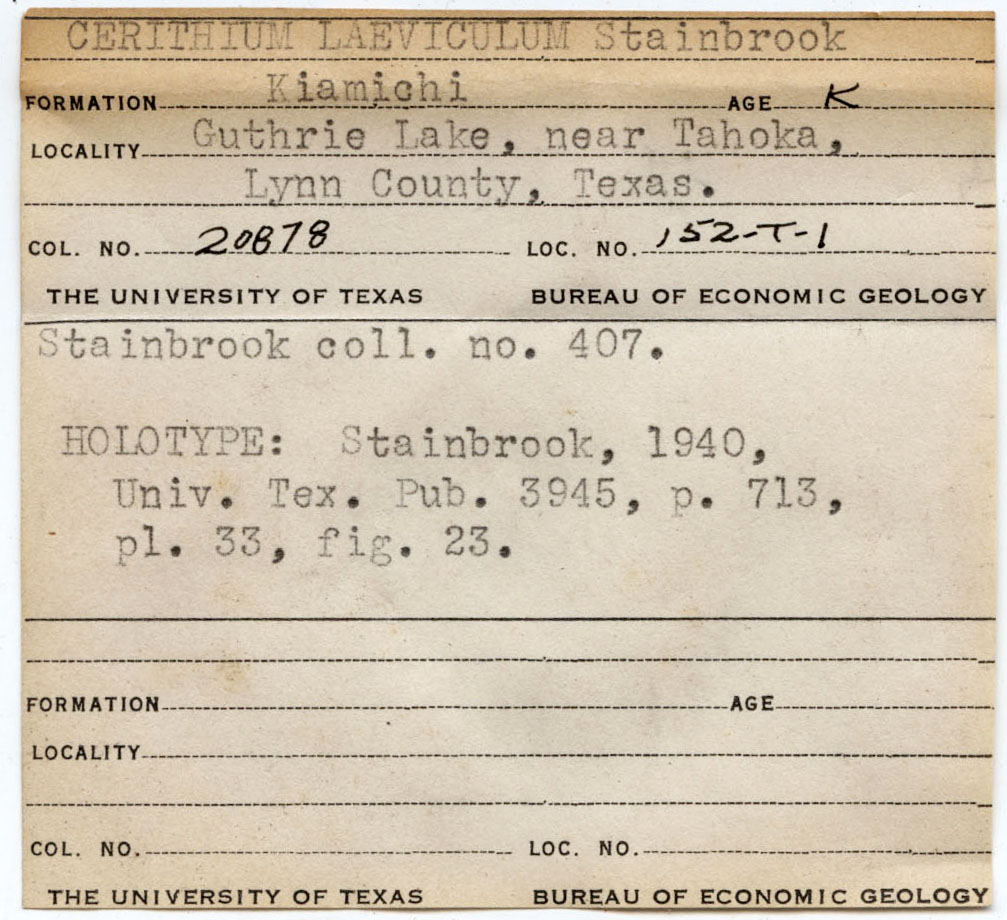 CERITHIUM LAEVICULUM Stainbrook
FORMATION Kiamichi AGE K
LOCALITY Guthrie Lake, near Tahoka,
Lynn County, Texas.
COL. NO. 20878 LOC. NO. 152-T-1
THE UNIVERSITY OF TEXAS BUREAU OF ECONOMIC GEOLOGY
Stainbrook coll. no. 407.
HOLOTYPE: Stainbrook, 1940,
Univ. Tex. Pub. 3945, p. 713,
pl. 33, fig. 23.
FORMATION AGE
LOCALITY
COL. NO. LOC. NO.
THE UNIVERSITY OF TEXAS BUREAU OF ECONOMIC GEOLOGY